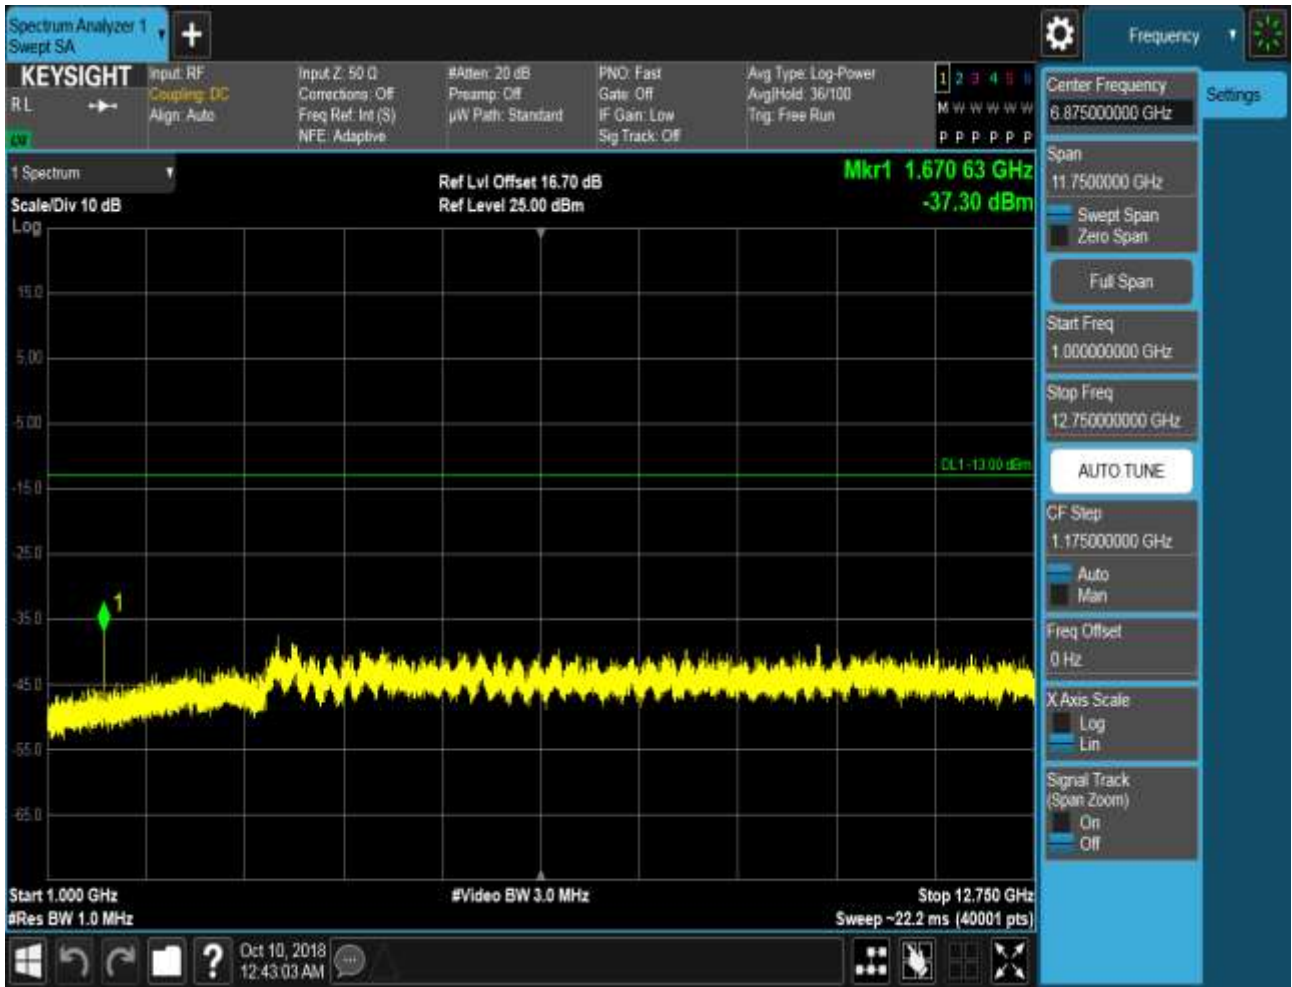 Spectrum Analyzer 1
Swept SA
+
Frequency
KEYSIGHT
RL
Input: RF
Coupling: DC
Align: Auto
Input Z: 50 Ω
Corrections: Off
Freq Ref: Int (S)
NFE: Adaptive
#Atten: 20 dB
Preamp: Off
µW Path: Standard
PNO: Fast
Gate: Off
IF Gain: Low
Sig Track: Off
Avg Type: Log-Power
Avg|Hold: 36/100
Trig: Free Run
1 2 3 4 5 6
M W W W W W
P P P P P P
1 Spectrum
Scale/Div 10 dB
Log
Ref Lvl Offset 16.70 dB
Ref Level 25.00 dBm
Mkr1 1.670 63 GHz
-37.30 dBm
15.0
5.00
-5.00
DL1 -13.00 dBm
-15.0
-25.0
1
-35.0
-45.0
-55.0
-65.0
Start 1.000 GHz
#Res BW 1.0 MHz
#Video BW 3.0 MHz
Stop 12.750 GHz
Sweep ~22.2 ms (40001 pts)
Center Frequency
6.875000000 GHz
Settings
Span
11.7500000 GHz
Swept Span
Zero Span
Full Span
Start Freq
1.000000000 GHz
Stop Freq
12.750000000 GHz
AUTO TUNE
CF Step
1.175000000 GHz
Auto
Man
Freq Offset
0 Hz
X Axis Scale
Log
Lin
Signal Track
(Span Zoom)
On
Off
?
Oct 10, 2018
12:43:03 AM